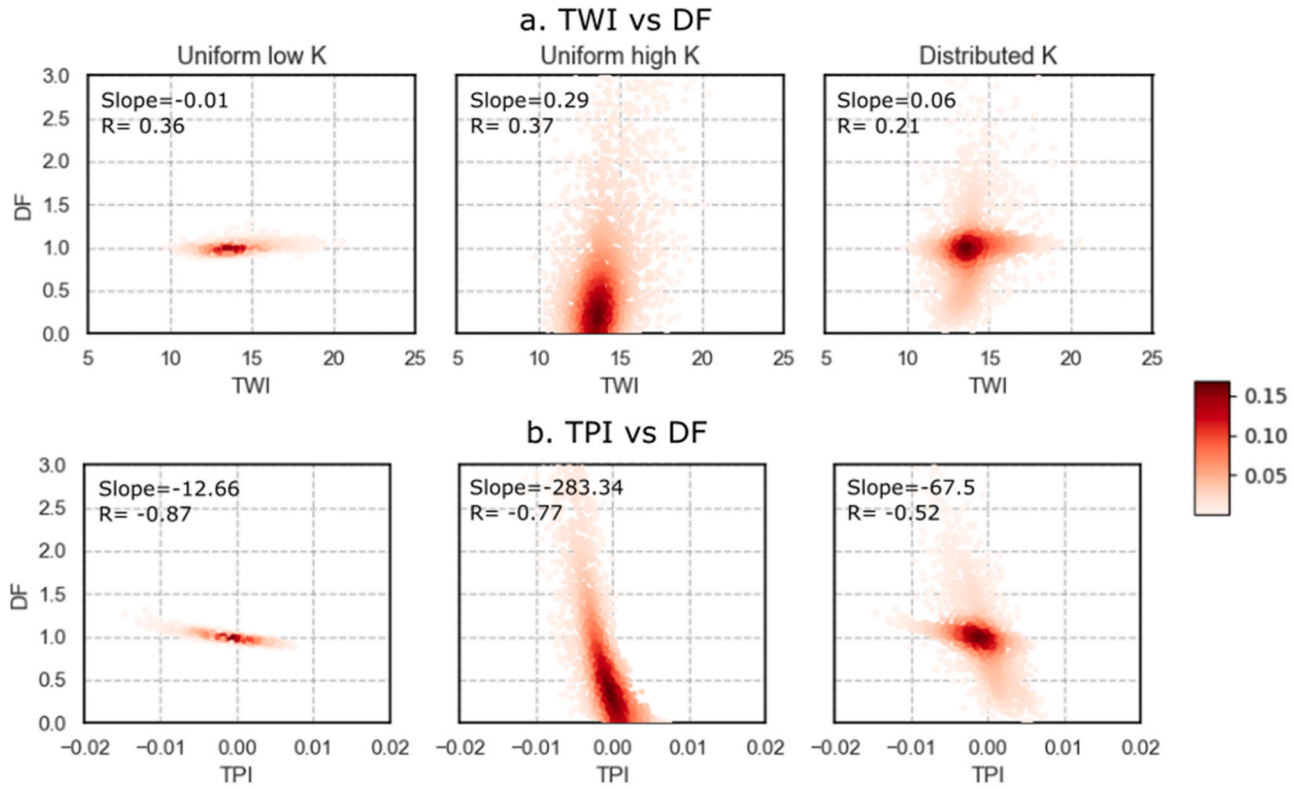 a. TWI vs DF
Uniform low K
Uniform high K
Distributed K
3.0
2.5
2.0
1.5
1.0
0.5
0.0
DF
Slope=-0.01
R= 0.36
Slope=0.29
R= 0.37
Slope=0.06
R= 0.21
5 10 15 20 25
5 10 15 20 25
5 10 15 20 25
TWI
TWI
TWI
0.15
0.10
0.05
b. TPI vs DF
3.0
2.5
2.0
1.5
1.0
0.5
0.0
DF
Slope=-12.66
R= -0.87
Slope=-283.34
R= -0.77
Slope=-67.5
R= -0.52
−0.02 −0.01 0.00 0.01 0.02
−0.02 −0.01 0.00 0.01 0.02
−0.02 −0.01 0.00 0.01 0.02
TPI
TPI
TPI